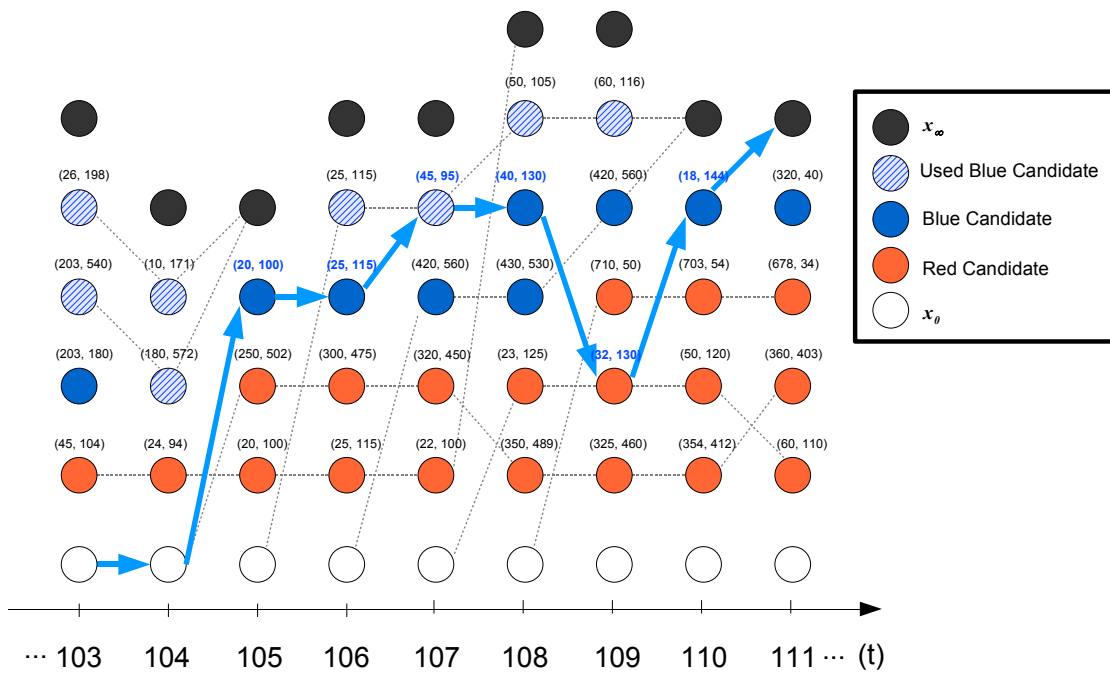 (50, 105) (60, 116)
(26, 198) (25, 115) (45, 95) (40, 130) (420, 560) (18, 144) (320, 40)
(203, 540) (10, 171) (20, 100) (25, 115) (420, 560) (430, 530) (710, 50) (703, 54) (678, 34)
(203, 180) (180, 572) (250, 502) (300, 475) (320, 450) (23, 125) (32, 130) (50, 120) (360, 403)
(45, 104) (24, 94) (20, 100) (25, 115) (22, 100) (350, 489) (325, 460) (354, 412) (60, 110)
... 103 104 105 106 107 108 109 110 111 ... (t)
x∞
Used Blue Candidate
Blue Candidate
Red Candidate
x0